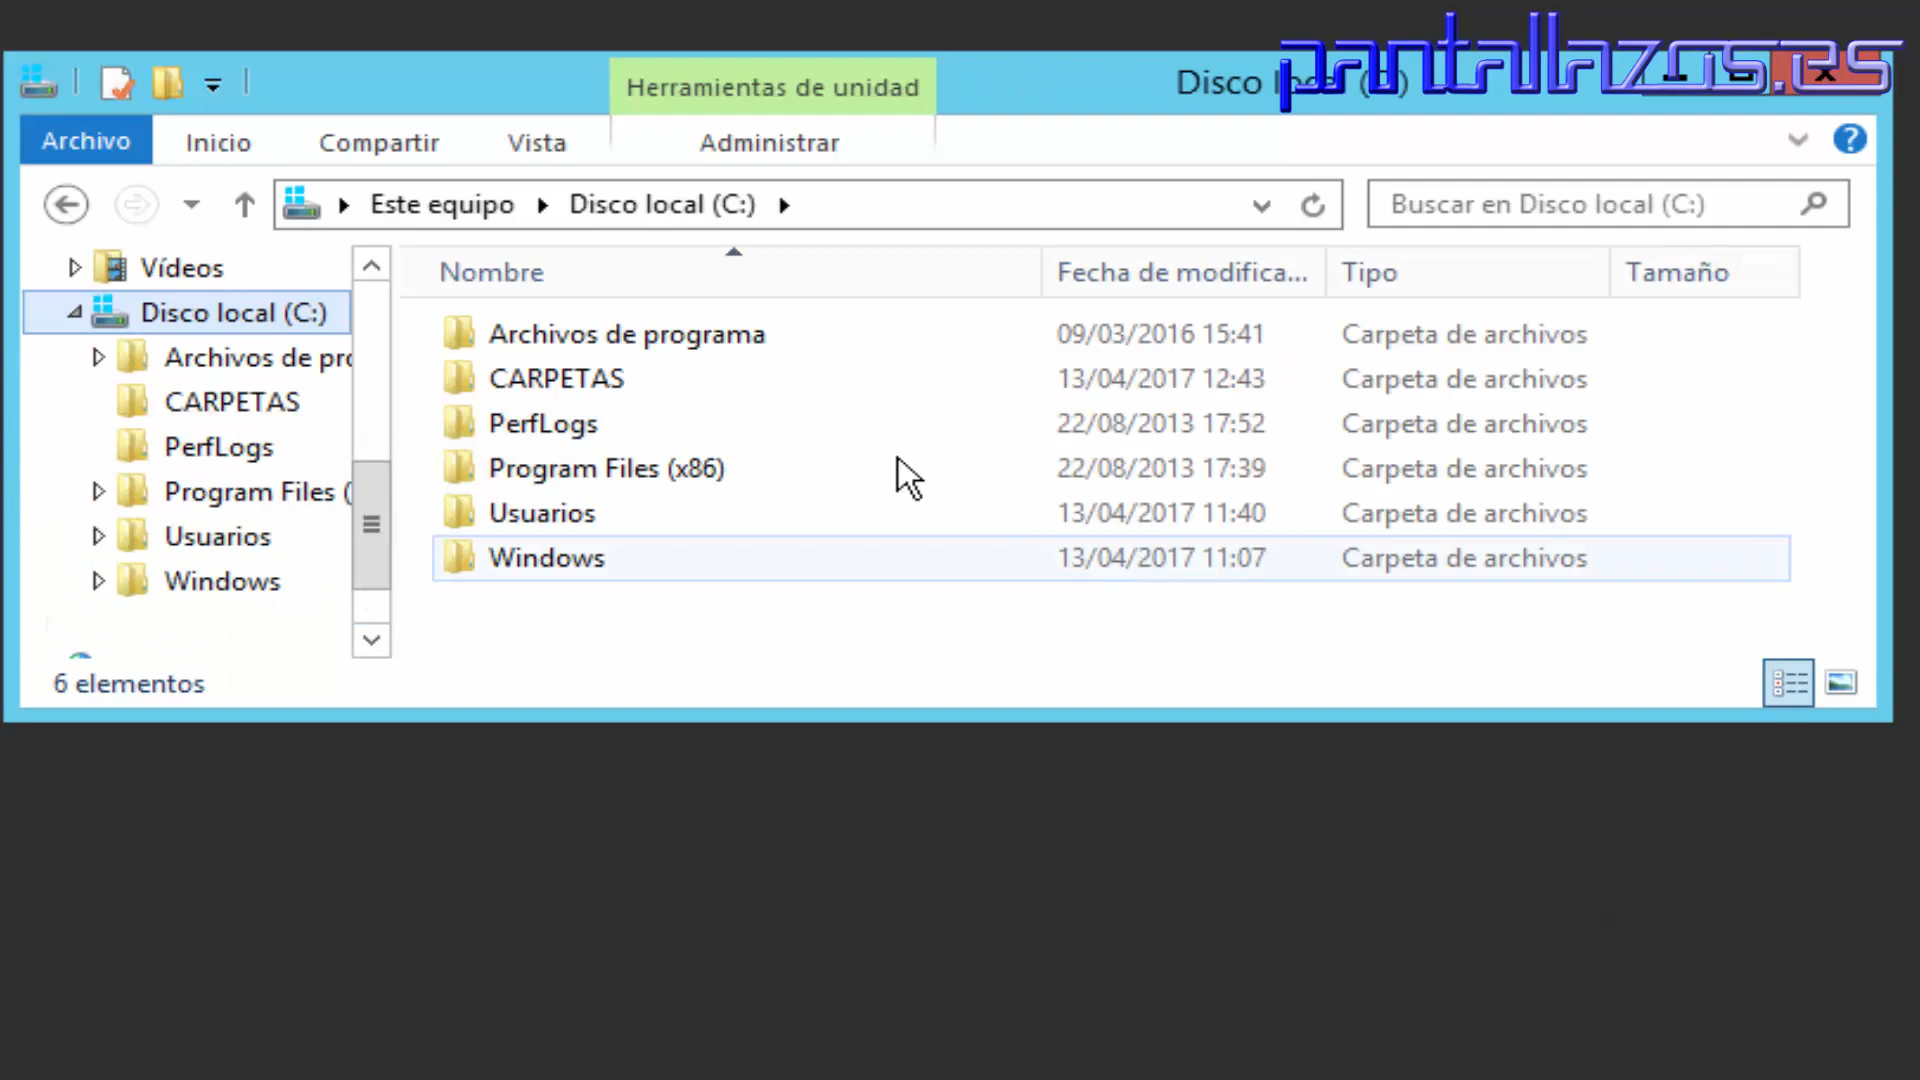 pantallazos.es
Herramientas de unidad
Disco local (C:)
Archivo Inicio Compartir Vista Administrar
Este equipo Disco local (C:) Buscar en Disco local (C:)
Vídeos
Disco local (C:)
Archivos de pro
CARPETAS
PerfLogs
Program Files (
Usuarios
Windows
Nombre Fecha de modifica... Tipo Tamaño
Archivos de programa 09/03/2016 15:41 Carpeta de archivos
CARPETAS 13/04/2017 12:43 Carpeta de archivos
PerfLogs 22/08/2013 17:52 Carpeta de archivos
Program Files (x86) 22/08/2013 17:39 Carpeta de archivos
Usuarios 13/04/2017 11:40 Carpeta de archivos
Windows 13/04/2017 11:07 Carpeta de archivos
6 elementos